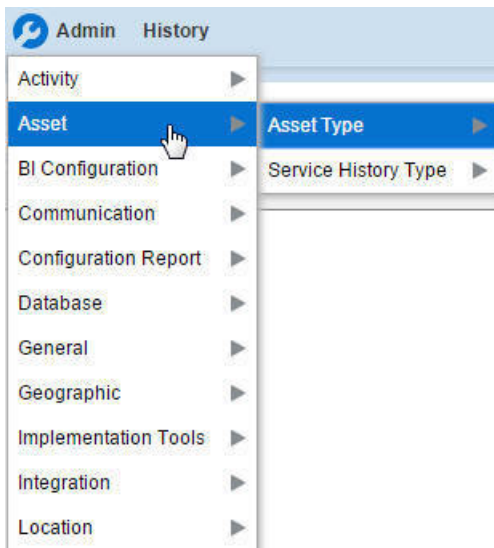 Admin History
Activity
Asset
Asset Type
BI Configuration
Service History Type
Communication
Configuration Report
Database
General
Geographic
Implementation Tools
Integration
Location